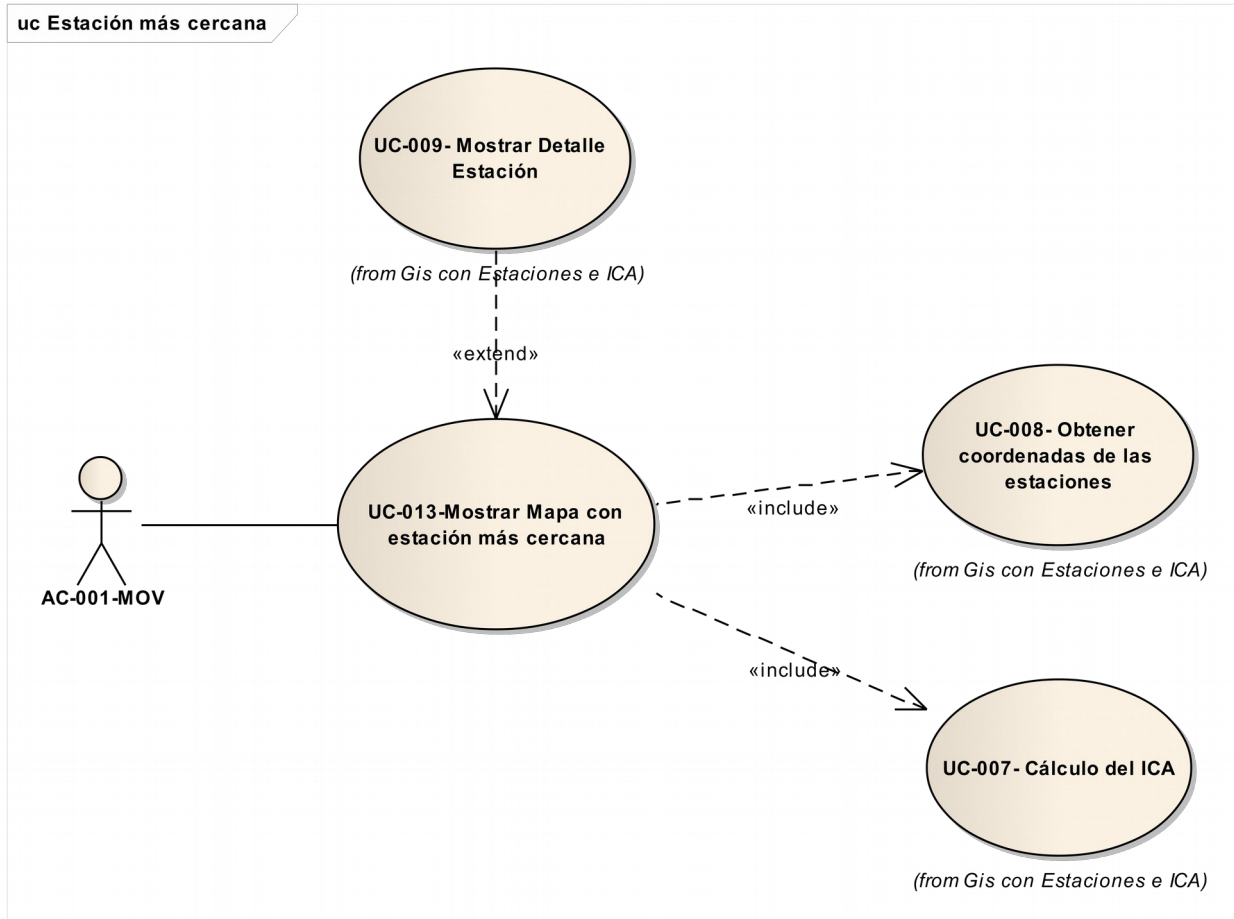 uc Estación más cercana
UC-009- Mostrar Detalle
Estación
(from Gis con Estaciones e ICA)
«extend»
UC-008- Obtener
coordenadas de las
estaciones
(from Gis con Estaciones e ICA)
UC-013-Mostrar Mapa con
estación más cercana
«include»
AC-001-MOV
«include»
UC-007- Cálculo del ICA
(from Gis con Estaciones e ICA)